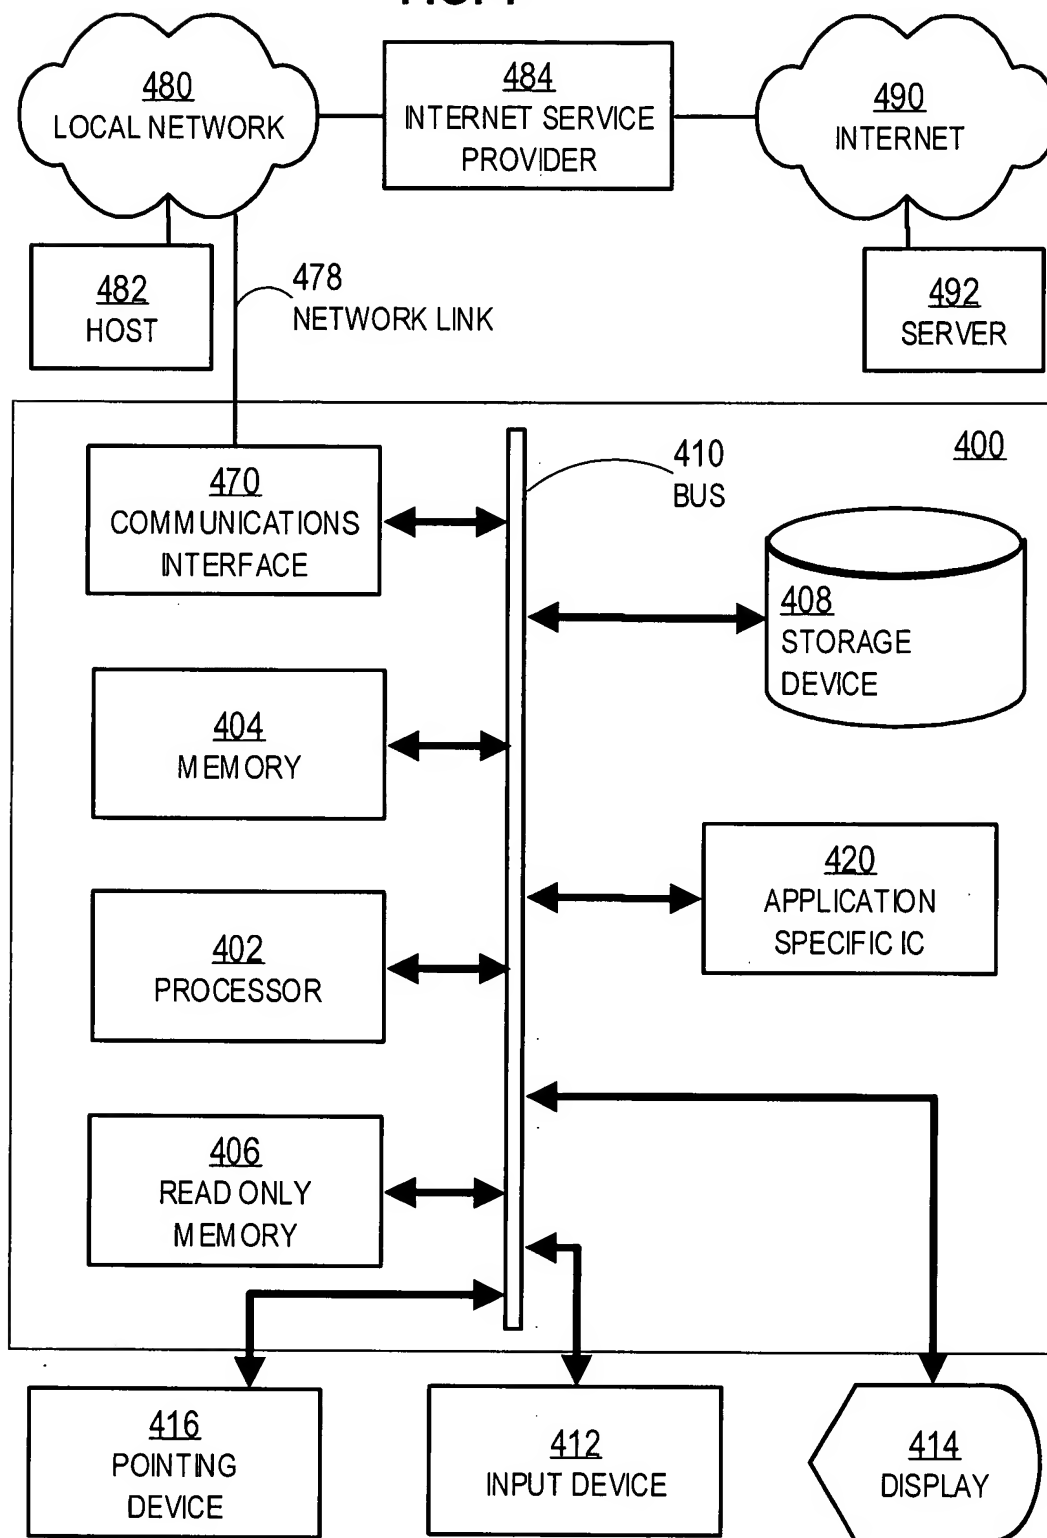 480
LOCAL NETWORK
484
INTERNET SERVICE
PROVIDER
490
INTERNET
482
HOST
478
NETWORK LINK
492
SERVER
400
470
COMMUNICATIONS
INTERFACE
410
BUS
408
STORAGE
DEVICE
404
MEMORY
420
APPLICATION
SPECIFIC IC
402
PROCESSOR
406
READ ONLY
MEMORY
416
POINTING
DEVICE
412
INPUT DEVICE
414
DISPLAY